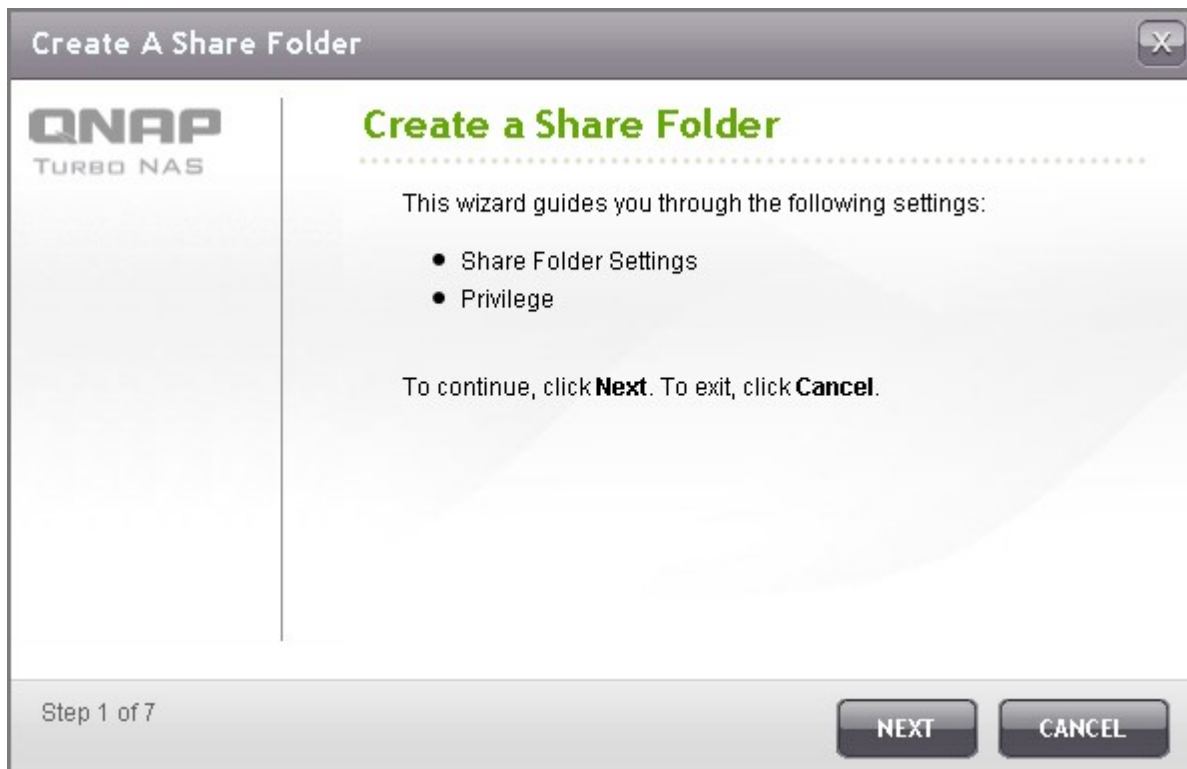 Create A Share Folder
X
QNAP
TURBO NAS
Create a Share Folder
This wizard guides you through the following settings:
• Share Folder Settings
• Privilege
To continue, click Next. To exit, click Cancel.
Step 1 of 7
NEXT
CANCEL